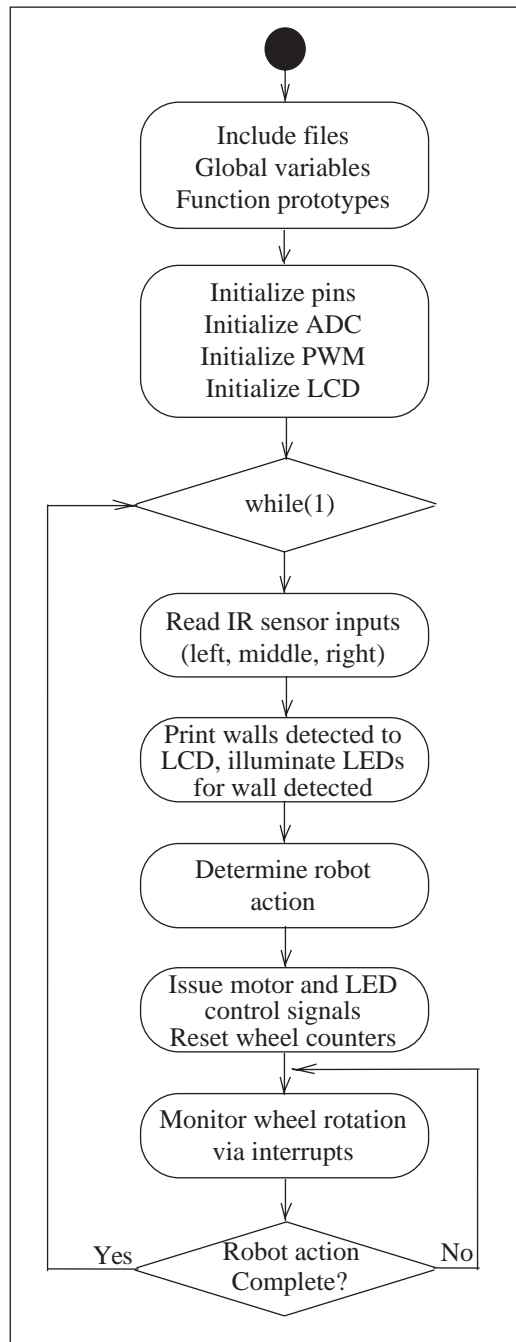 Include files
Global variables
Function prototypes
Initialize pins
Initialize ADC
Initialize PWM
Initialize LCD
while(1)
Read IR sensor inputs
(left, middle, right)
Print walls detected to
LCD, illuminate LEDs
for wall detected
Determine robot
action
Issue motor and LED
control signals
Reset wheel counters
Monitor wheel rotation
via interrupts
Yes
Robot action
Complete?
No